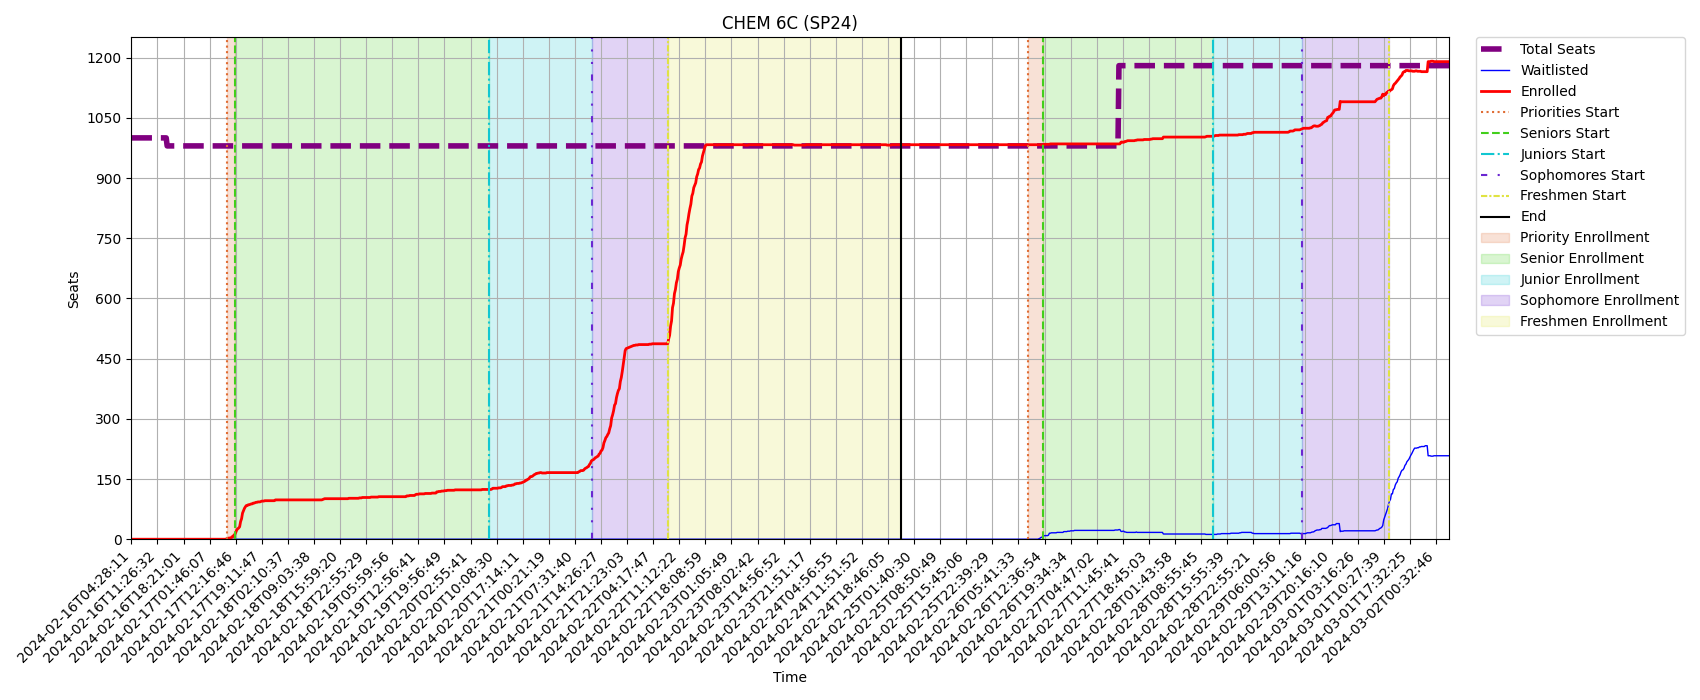 CHEM 6C (SP24)
Seats
1200
1050
900
750
600
450
300
150
0
2024-02-16T04:28:11
2024-02-16T11:26:32
2024-02-16T18:21:01
2024-02-17T01:46:07
2024-02-17T12:16:46
2024-02-17T19:11:47
2024-02-18T02:10:37
2024-02-18T09:03:38
2024-02-18T15:59:20
2024-02-18T22:55:29
2024-02-19T05:59:56
2024-02-19T12:56:41
2024-02-19T19:56:49
2024-02-20T02:55:41
2024-02-20T10:08:30
2024-02-20T17:14:11
2024-02-21T00:21:19
2024-02-21T07:31:40
2024-02-21T14:26:27
2024-02-21T21:23:03
2024-02-22T04:17:47
2024-02-22T11:12:22
2024-02-22T18:08:59
2024-02-23T01:05:49
2024-02-23T08:02:42
2024-02-23T14:56:52
2024-02-23T21:51:17
2024-02-24T04:56:55
2024-02-24T11:51:52
2024-02-24T18:46:05
2024-02-25T01:40:30
2024-02-25T08:50:49
2024-02-25T15:45:06
2024-02-25T22:39:29
2024-02-26T05:41:33
2024-02-26T12:36:54
2024-02-26T19:34:34
2024-02-27T04:47:02
2024-02-27T11:45:41
2024-02-27T18:45:03
2024-02-28T01:43:58
2024-02-28T08:55:45
2024-02-28T15:55:39
2024-02-28T22:55:21
2024-02-29T06:00:56
2024-02-29T13:11:16
2024-02-29T20:16:10
2024-03-01T03:16:26
2024-03-01T10:27:39
2024-03-01T17:32:25
2024-03-02T00:32:46
Time
Total Seats
Waitlisted
Enrolled
Priorities Start
Seniors Start
Juniors Start
Sophomores Start
Freshmen Start
End
Priority Enrollment
Senior Enrollment
Junior Enrollment
Sophomore Enrollment
Freshmen Enrollment